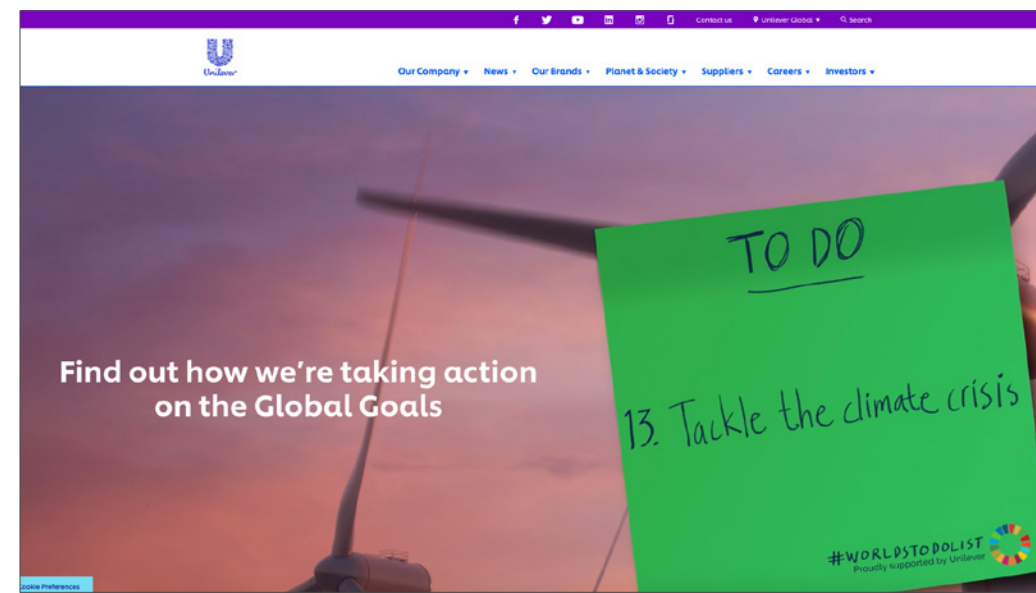 Contact us Unilever Global Search
Unilever
Our Company News Our Brands Planet & Society Suppliers Careers Investors
TO DO
Find out how we're taking action
on the Global Goals
13. Tackle the climate crisis
#WORLDSTODOLIST
Proudly supported by Unilever
Cookie Preferences